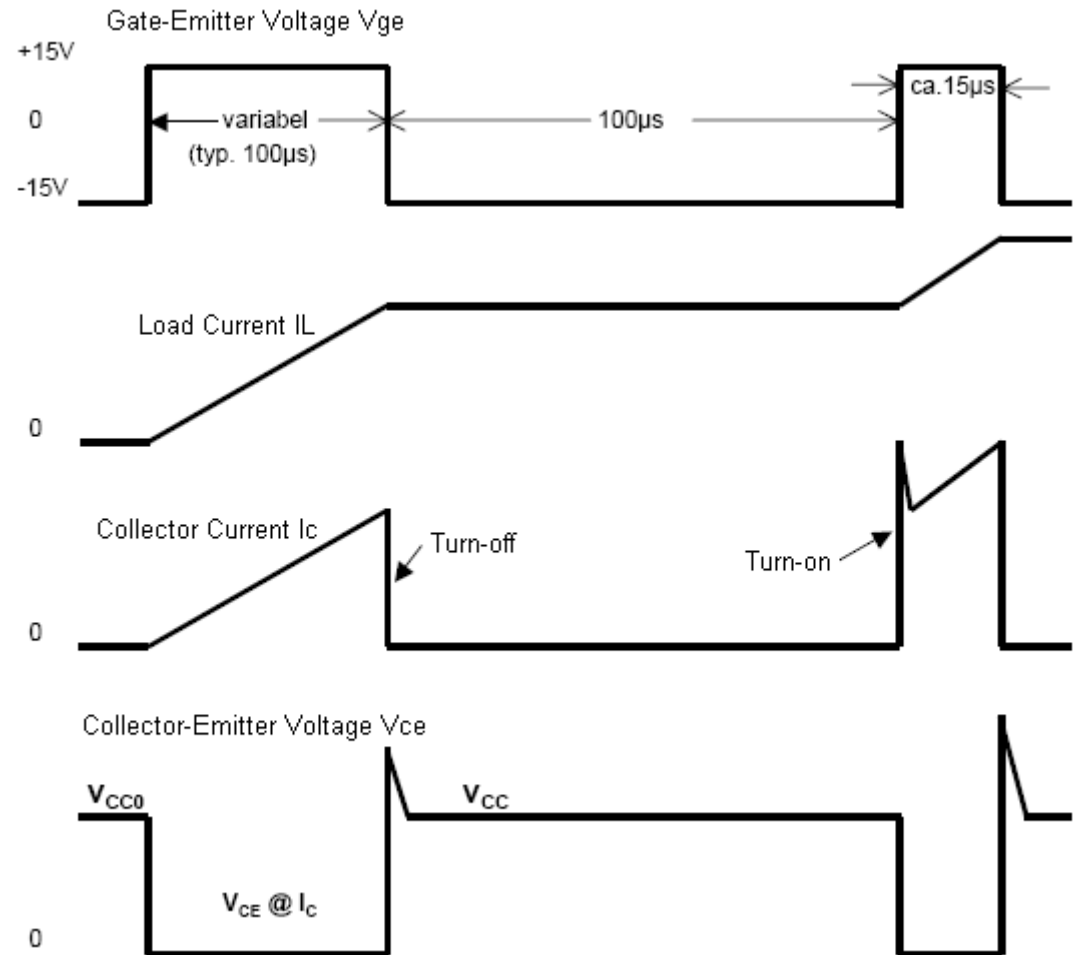 Gate-Emitter Voltage Vge
+15V
ca.15µs
0
variabel
100µs
(typ. 100µs)
-15V
Load Current IL
0
Collector Current Ic
Turn-off
Turn-on
0
Collector-Emitter Voltage Vce
VCC0
VCC
VCE @ IC
0